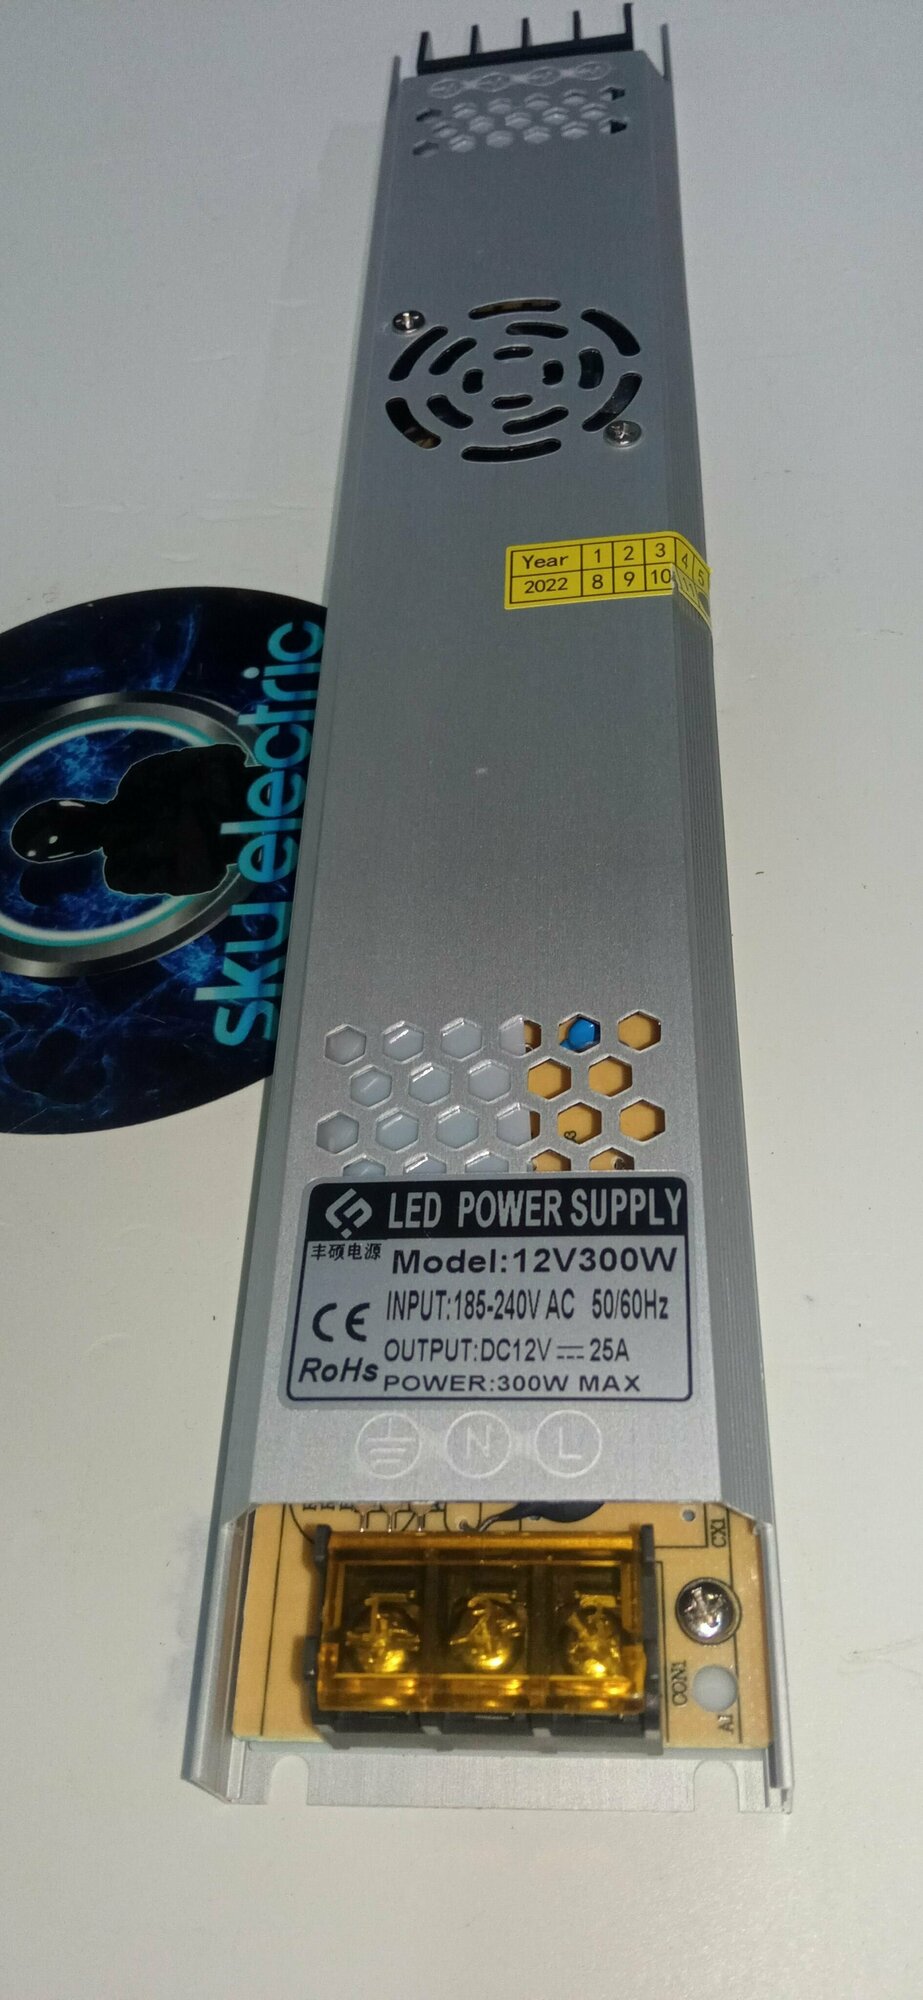 Year 1 2 3 4 5
2022 8 9 10
sku electric
LED POWER SUPPLY
丰硕电源
Model:12V300W
INPUT:185-240V AC 50/60Hz
CE
OUTPUT:DC12V 25A
RoHs
POWER:300W MAX
N L
CX1
CON1